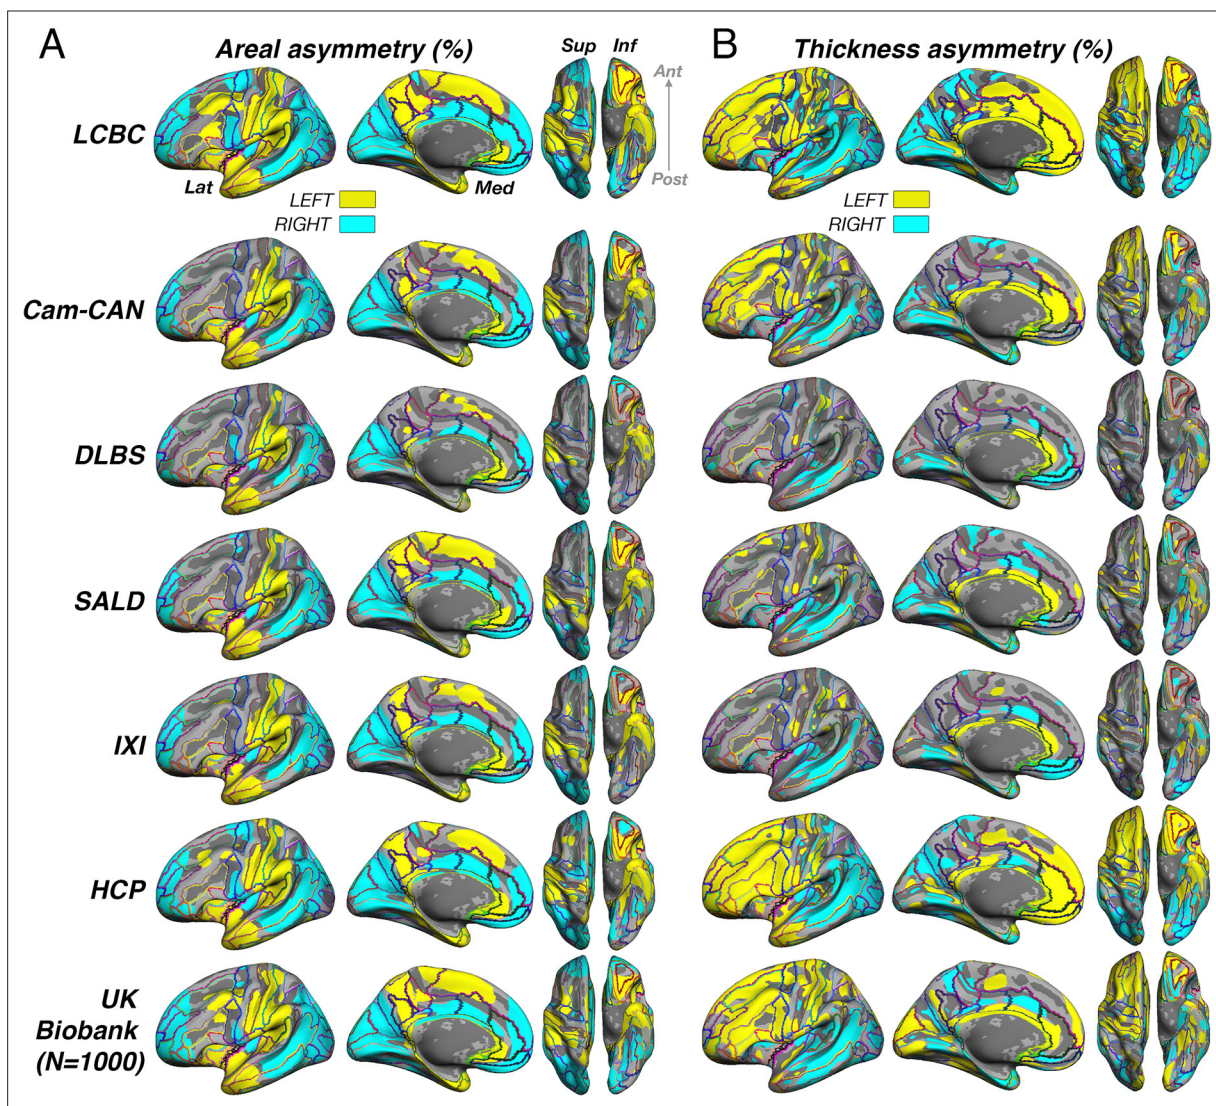 A
Areal asymmetry (%)
Sup
Inf
B
Thickness asymmetry (%)
Ant
LCBC
Post
Lat
Med
LEFT
RIGHT
LEFT
RIGHT
Cam-CAN
DLBS
SALD
IXI
HCP
UK
Biobank
(N=1000)